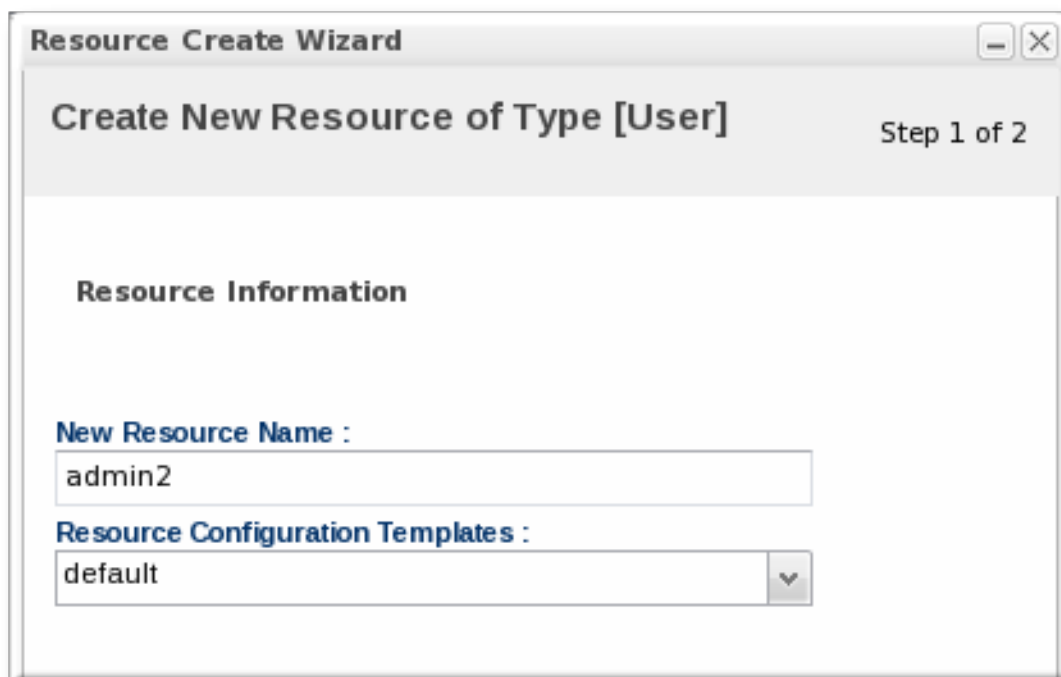 Resource Create Wizard
Create New Resource of Type [User]
Step 1 of 2
Resource Information
New Resource Name :
admin2
Resource Configuration Templates :
default